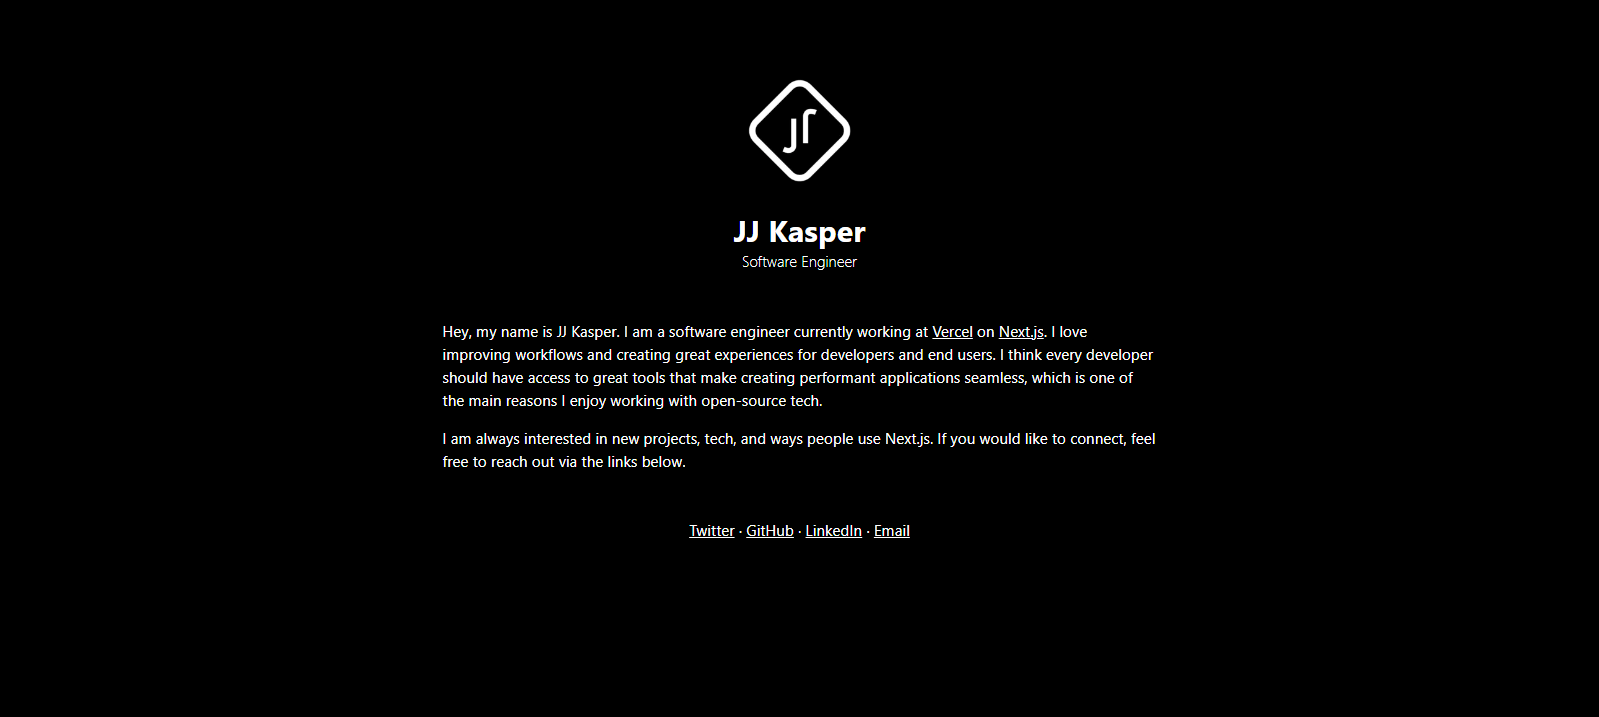 JJ
JJ Kasper
Software Engineer
Hey, my name is JJ Kasper. I am a software engineer currently working at Vercel on Next.js. I love
improving workflows and creating great experiences for developers and end users. I think every developer
should have access to great tools that make creating performant applications seamless, which is one of
the main reasons I enjoy working with open-source tech.
I am always interested in new projects, tech, and ways people use Next.js. If you would like to connect, feel
free to reach out via the links below.
Twitter · GitHub · LinkedIn · Email